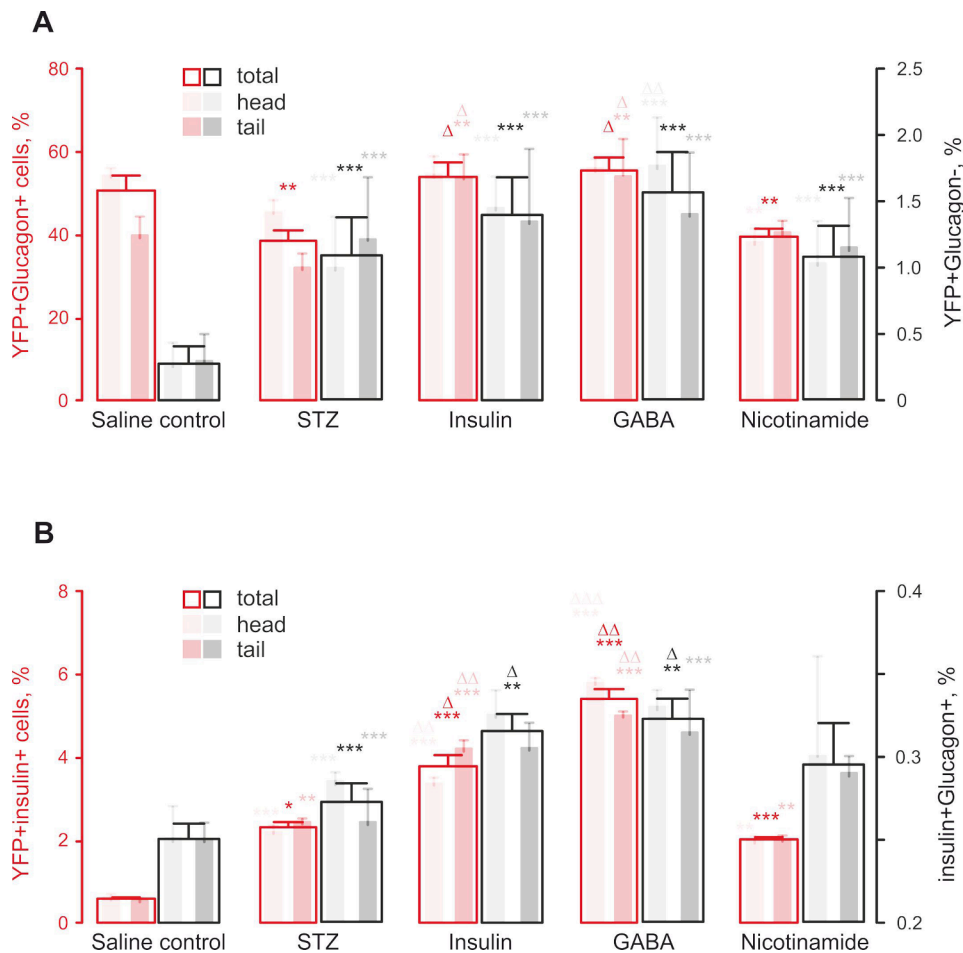 A
80
60
40
20
0
YFP+Glucagon+ cells, %
total
head
tail
2.5
2.0
1.5
1.0
0.5
0
YFP+Glucagon-, %
**
***
***
***
Δ
Δ
**
***
***
***
Δ
Δ
**
ΔΔ
***
***
***
**
**
***
***
***
Saline control STZ Insulin GABA Nicotinamide
B
8
6
4
2
0
YFP+insulin+ cells, %
total
head
tail
0.4
0.3
0.2
insulin+Glucagon+, %
***
*
**
***
***
***
ΔΔ
***
Δ
***
ΔΔ
***
Δ
**
ΔΔΔ
***
ΔΔ
***
ΔΔ
***
Δ
**
***
**
***
**
Saline control STZ Insulin GABA Nicotinamide